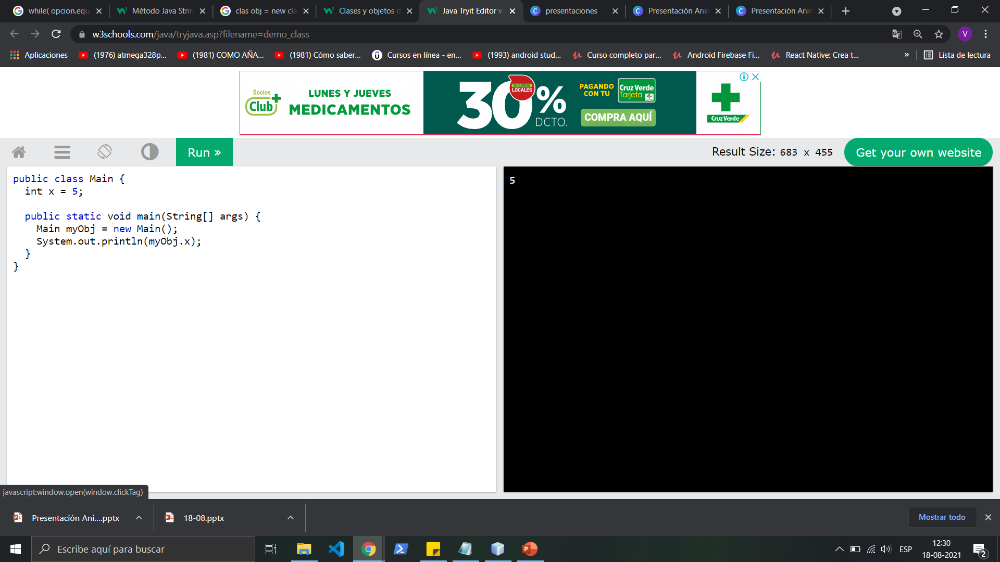 while( opcion.equ
Método Java Strin
clas obj = new cla
Clases y objetos d
Java Tryit Editor v
presentaciones
Presentación Anin
Presentación Anin
w3schools.com/java/tryjava.asp?filename=demo_class
V
Aplicaciones
(1976) atmega328p...
(1981) COMO AÑA...
(1981) Cómo saber...
Cursos en línea - en...
(1993) android stud...
Curso completo par...
Android Firebase Fi...
React Native: Crea t...
»
Lista de lectura
Socios
Club
LUNES Y JUEVES
MEDICAMENTOS
30%
DCTO.
EXCLUSIVO
LOCALES
PAGANDO
CON TU
Cruz Verde
Tarjeta
COMPRA AQUÍ
Cruz Verde
Run »
Result Size: 683 x 455
Get your own website
public class Main {
int x = 5;
public static void main(String[] args) {
Main myObj = new Main();
System.out.println(myObj.x);
}
}
5
javascript:window.open(window.clickTag)
Presentación Ani....pptx
18-08.pptx
Mostrar todo
Escribe aquí para buscar
ESP
12:30
18-08-2021
2